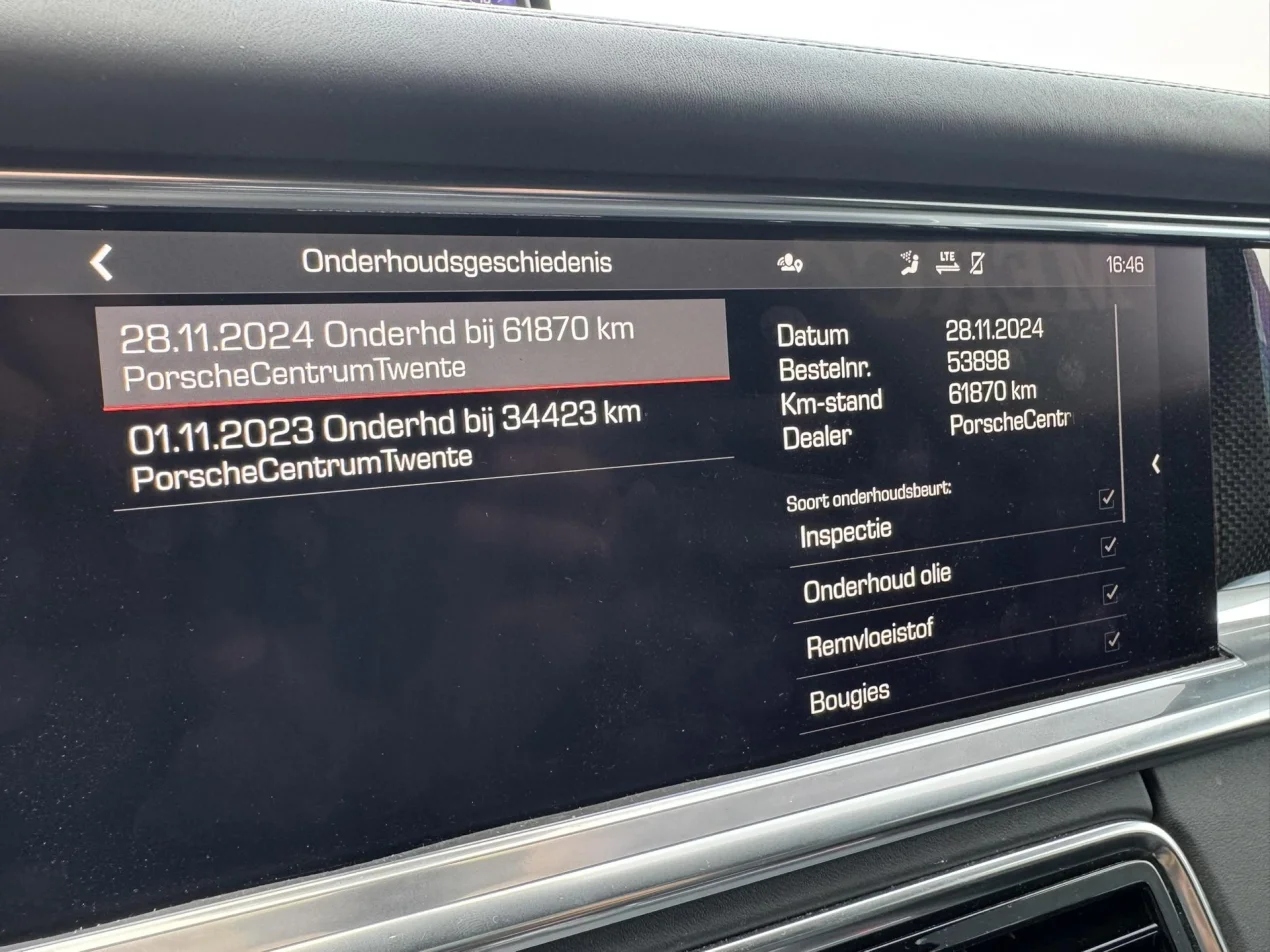 Onderhoudsgeschiedenis
LTE
16:46
28.11.2024 Onderhd bij 61870 km
PorscheCentrumTwente
01.11.2023 Onderhd bij 34423 km
PorscheCentrumTwente
Datum 28.11.2024
Bestelnr. 53898
Km-stand 61870 km
Dealer PorscheCentr
Soort onderhoudsbeurt:
Inspectie
Onderhoud olie
Remvloeistof
Bougies